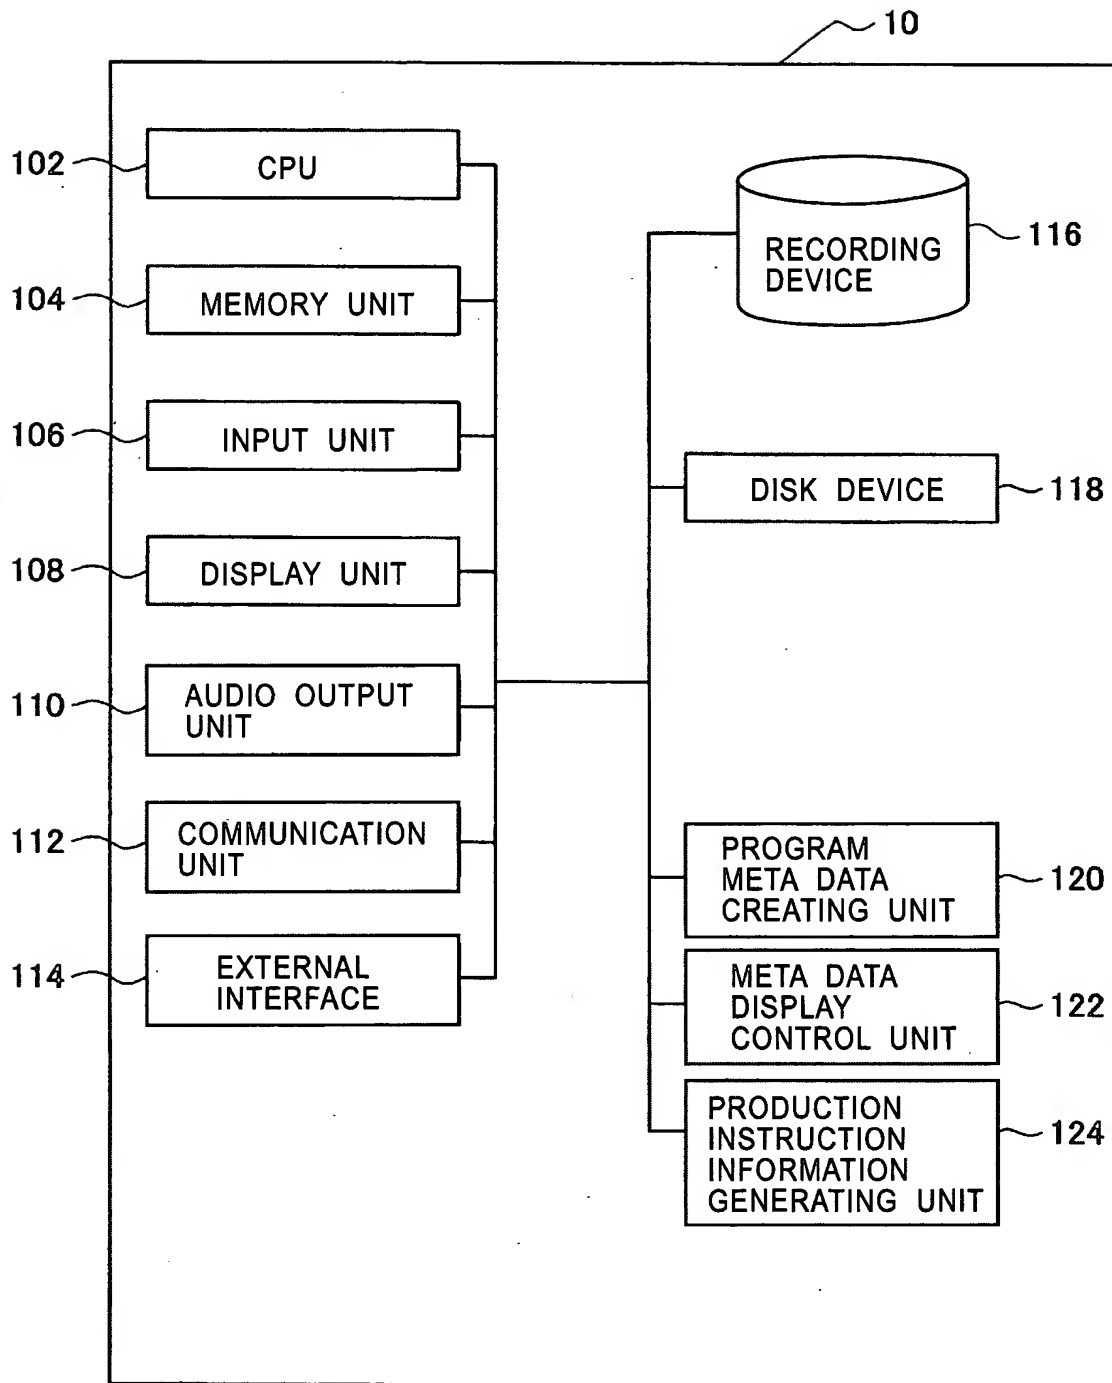 10
102
CPU
104
MEMORY UNIT
106
INPUT UNIT
108
DISPLAY UNIT
110
AUDIO OUTPUT
UNIT
112
COMMUNICATION
UNIT
114
EXTERNAL
INTERFACE
RECORDING
DEVICE
116
DISK DEVICE
118
PROGRAM
META DATA
CREATING UNIT
120
META DATA
DISPLAY
CONTROL UNIT
122
PRODUCTION
INSTRUCTION
INFORMATION
GENERATING UNIT
124